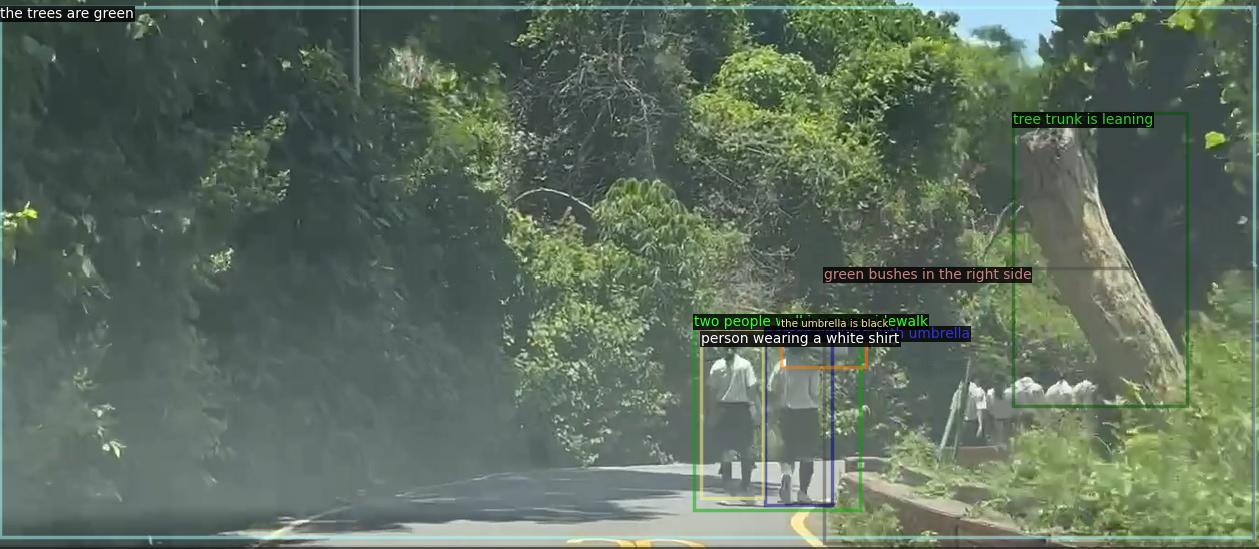 the trees are green
tree trunk is leaning
green bushes in the right side
two people w
ewalk
the umbrella is black
umbrella
person wearing a white shirt